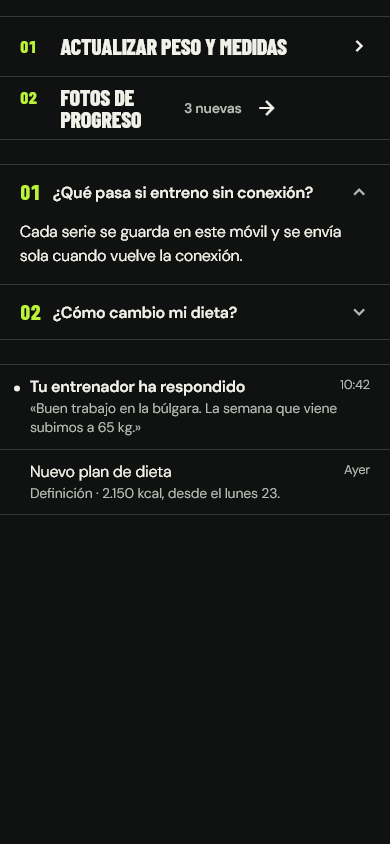 01 ACTUALIZAR PESO Y MEDIDAS
02 FOTOS DE
PROGRESO
3 nuevas
01 ¿Qué pasa si entreno sin conexión?
Cada serie se guarda en este móvil y se envía
sola cuando vuelve la conexión.
02 ¿Cómo cambio mi dieta?
Tu entrenador ha respondido 10:42
«Buen trabajo en la búlgara. La semana que viene
subimos a 65 kg.»
Nuevo plan de dieta Ayer
Definición · 2.150 kcal, desde el lunes 23.